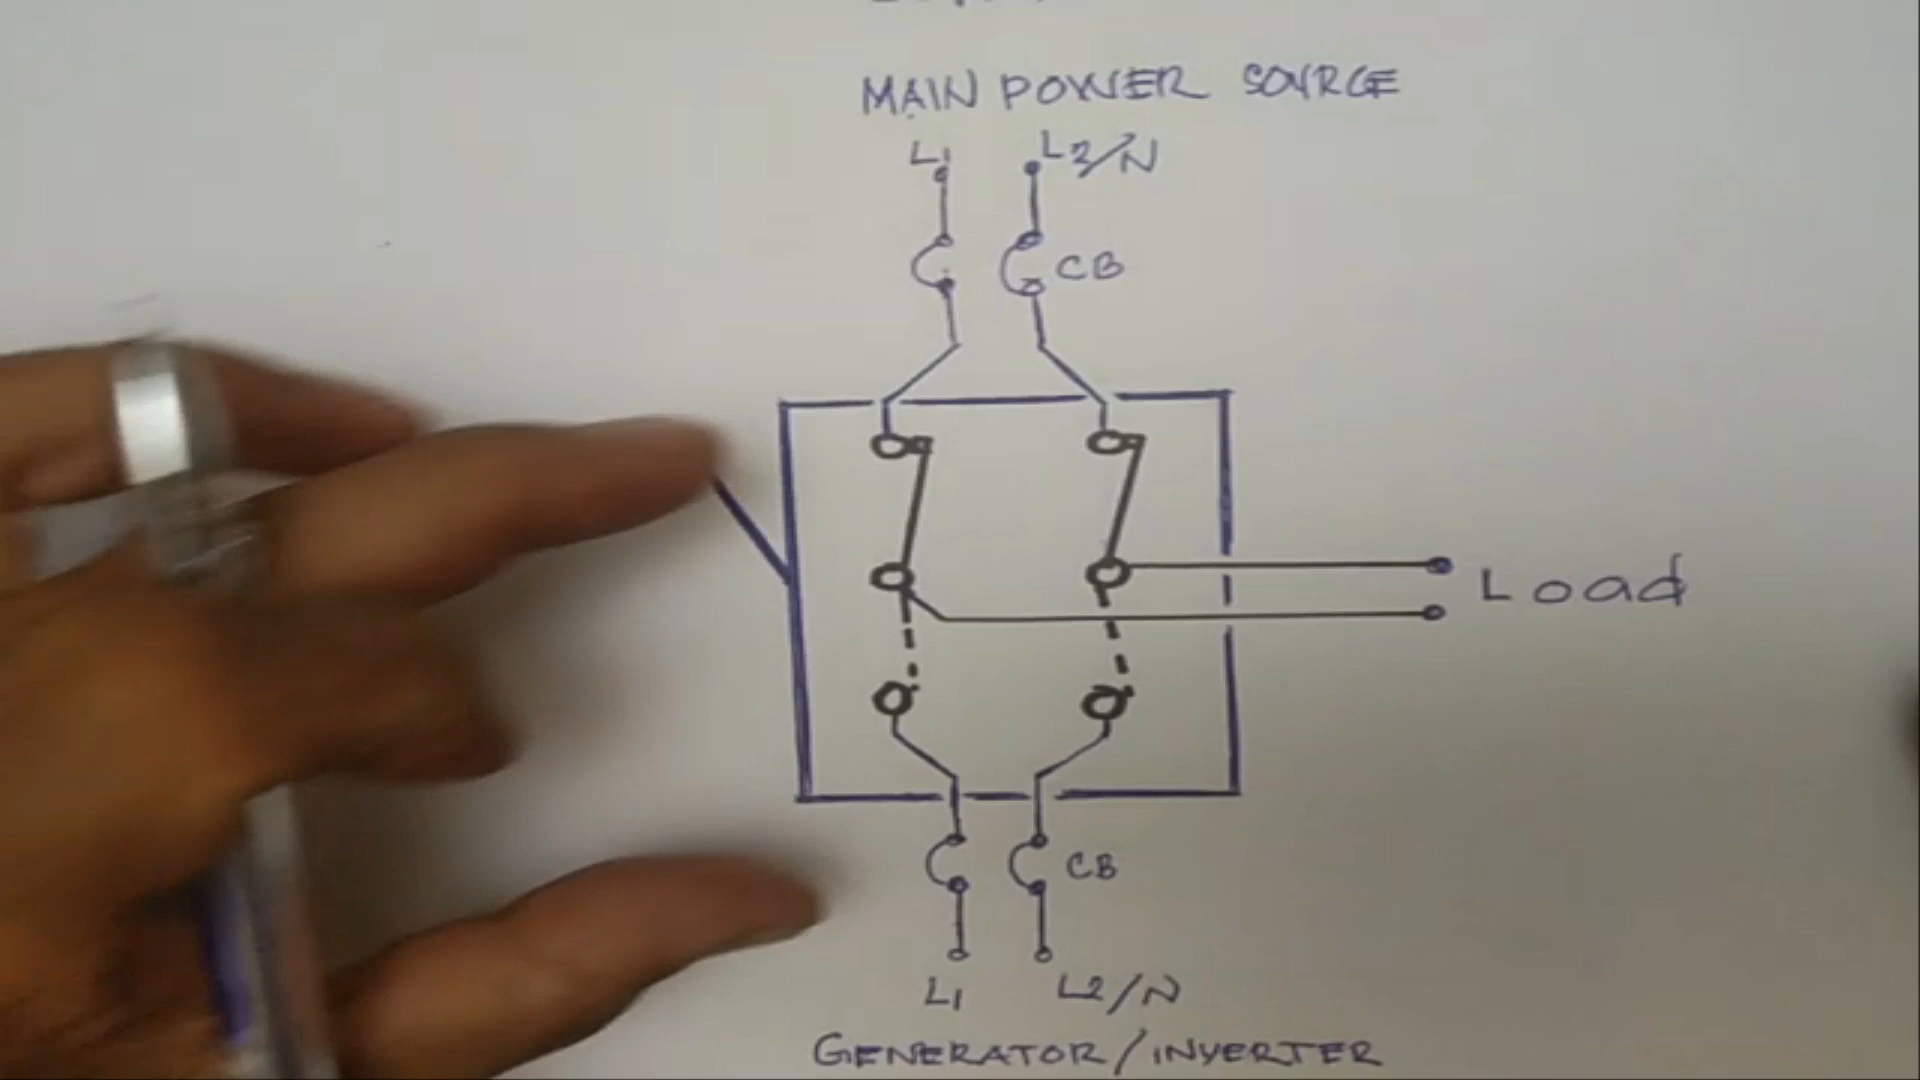 MAIN POWER SOURCE
L1 L2/N
CB
Load
CB
L1 L2/N
GENERATOR/INVERTER